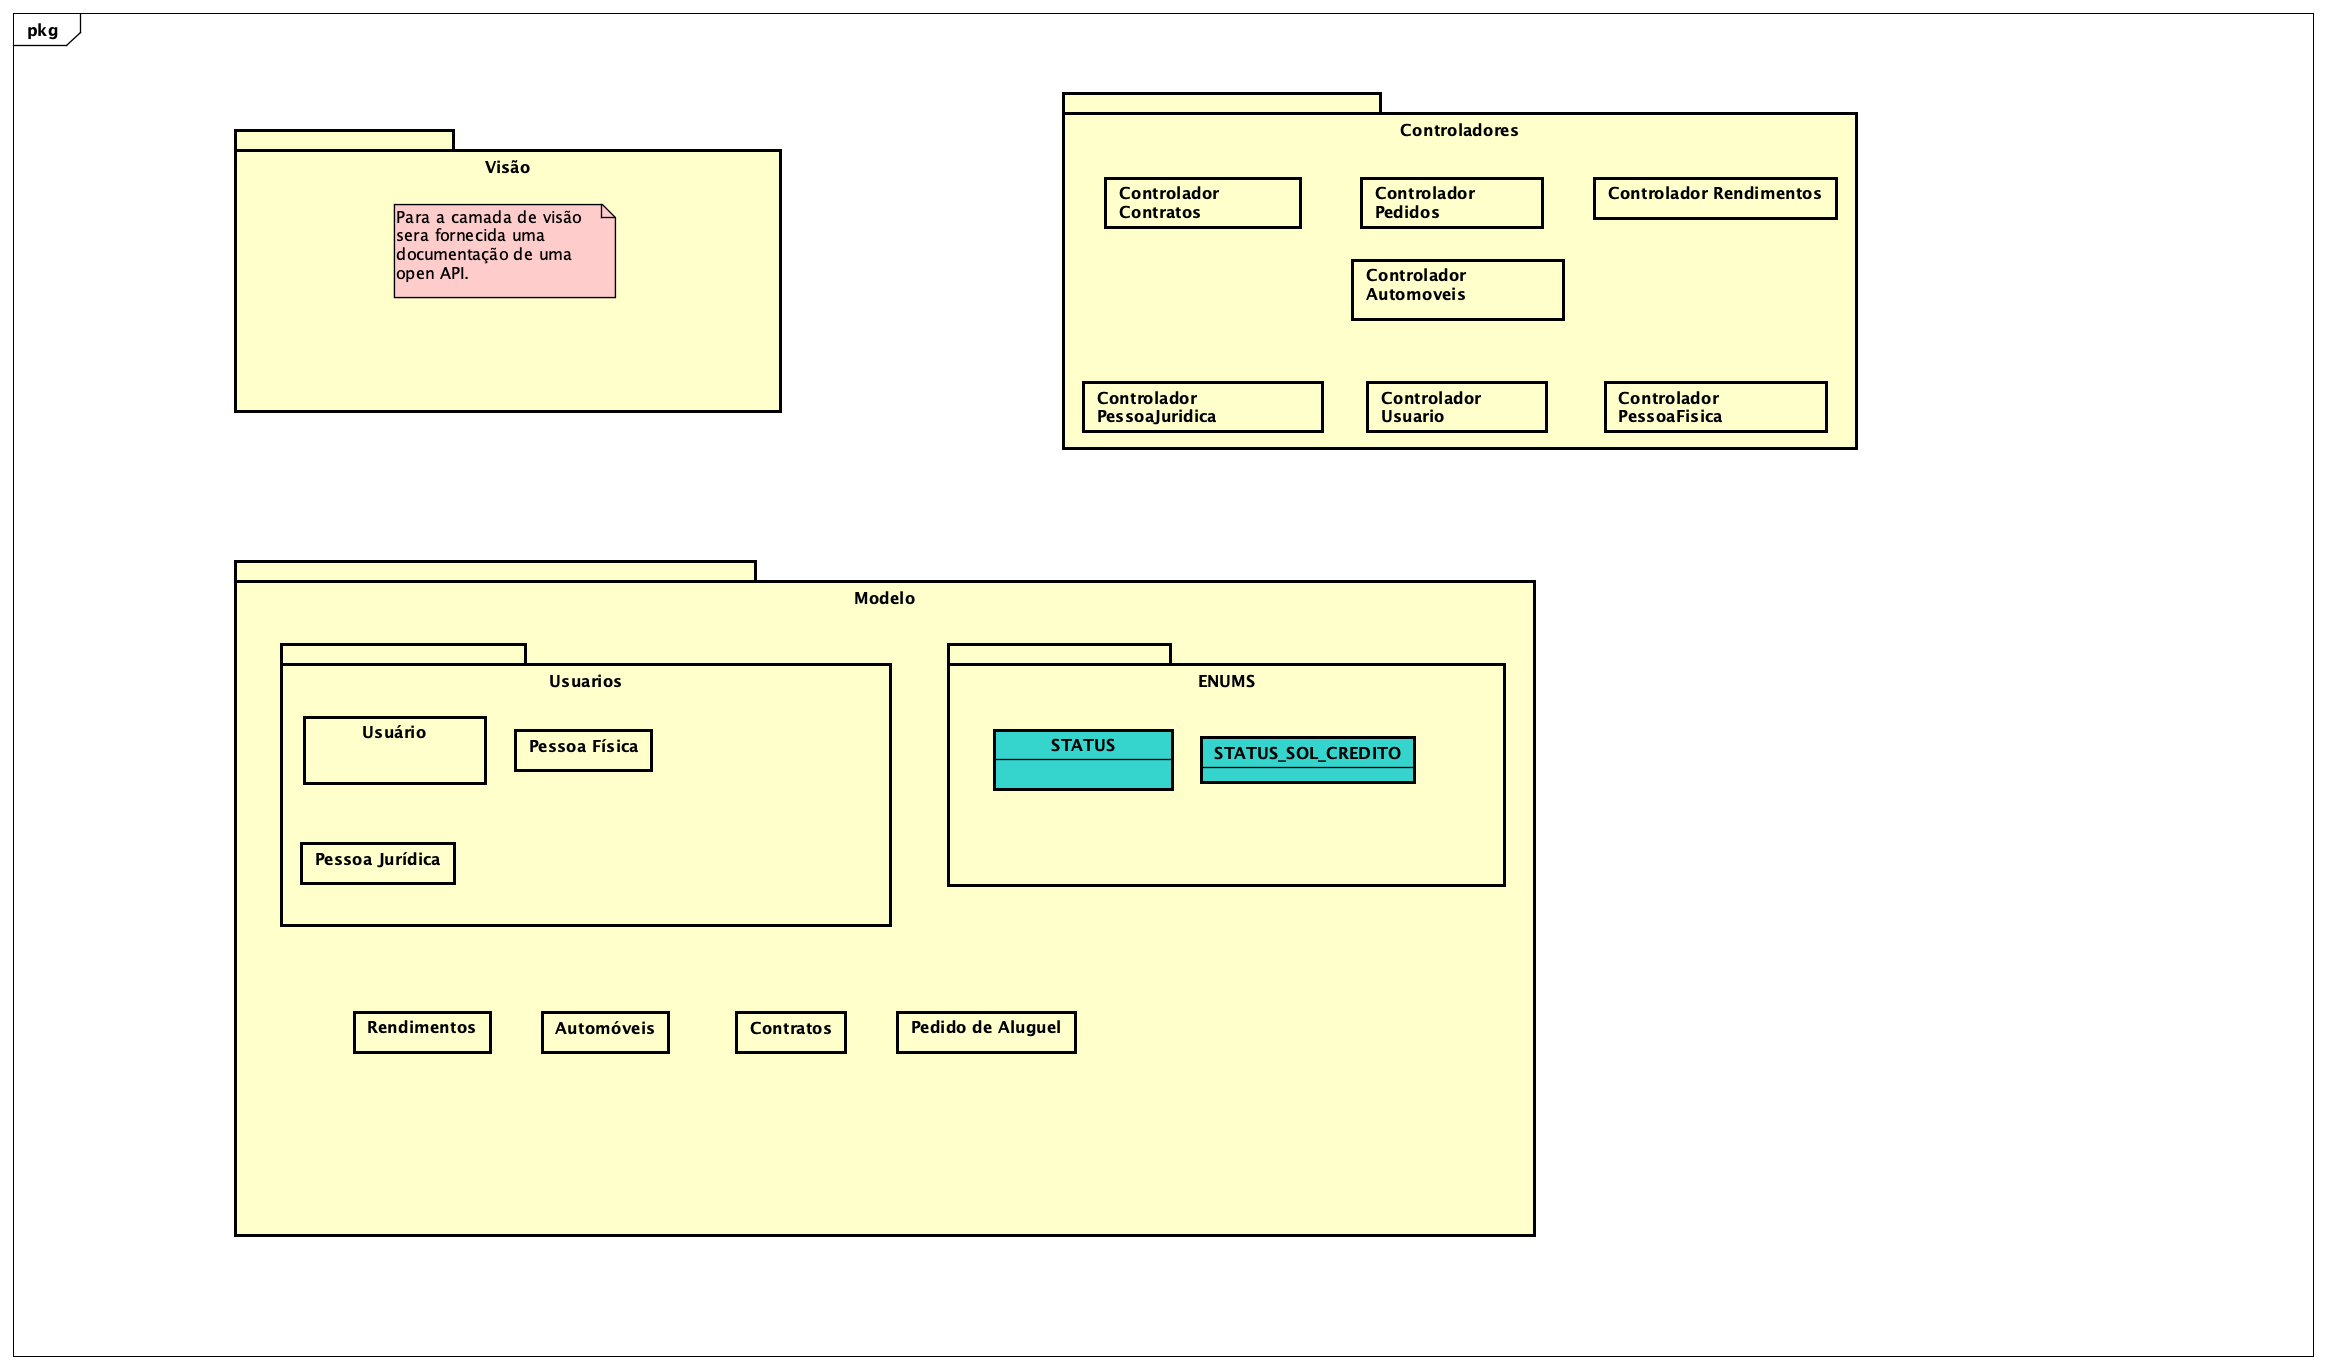 pkg
Visão
Para a camada de visão
sera fornecida uma
documentação de uma
open API.
Controladores
Controlador
Contratos
Controlador
Pedidos
Controlador Rendimentos
Controlador
Automoveis
Controlador
PessoaJuridica
Controlador
Usuario
Controlador
PessoaFisica
Modelo
Usuarios
Usuário
Pessoa Física
Pessoa Jurídica
ENUMS
STATUS
STATUS_SOL_CREDITO
Rendimentos
Automóveis
Contratos
Pedido de Aluguel